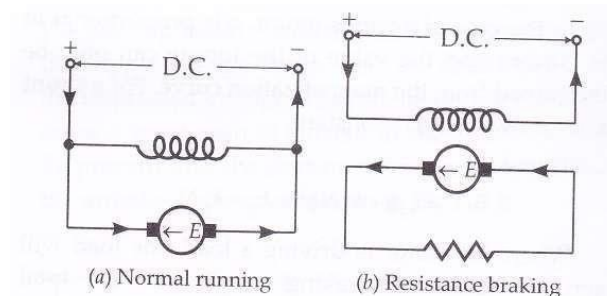 + D.C. −
← E
(a) Normal running
+ D.C. −
← E
(b) Resistance braking